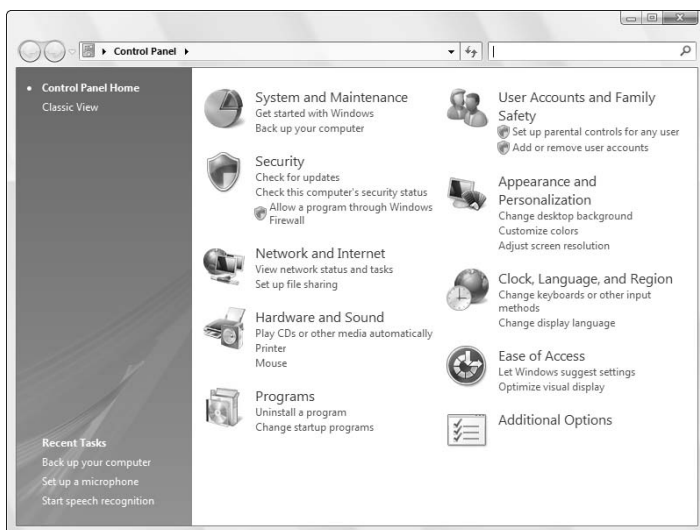 Control Panel
Control Panel Home
Classic View
Recent Tasks
Back up your computer
Set up a microphone
Start speech recognition
System and Maintenance
Get started with Windows
Back up your computer
Security
Check for updates
Check this computer's security status
Allow a program through Windows
Firewall
Network and Internet
View network status and tasks
Set up file sharing
Hardware and Sound
Play CDs or other media automatically
Printer
Mouse
Programs
Uninstall a program
Change startup programs
User Accounts and Family
Safety
Set up parental controls for any user
Add or remove user accounts
Appearance and
Personalization
Change desktop background
Customize colors
Adjust screen resolution
Clock, Language, and Region
Change keyboards or other input
methods
Change display language
Ease of Access
Let Windows suggest settings
Optimize visual display
Additional Options